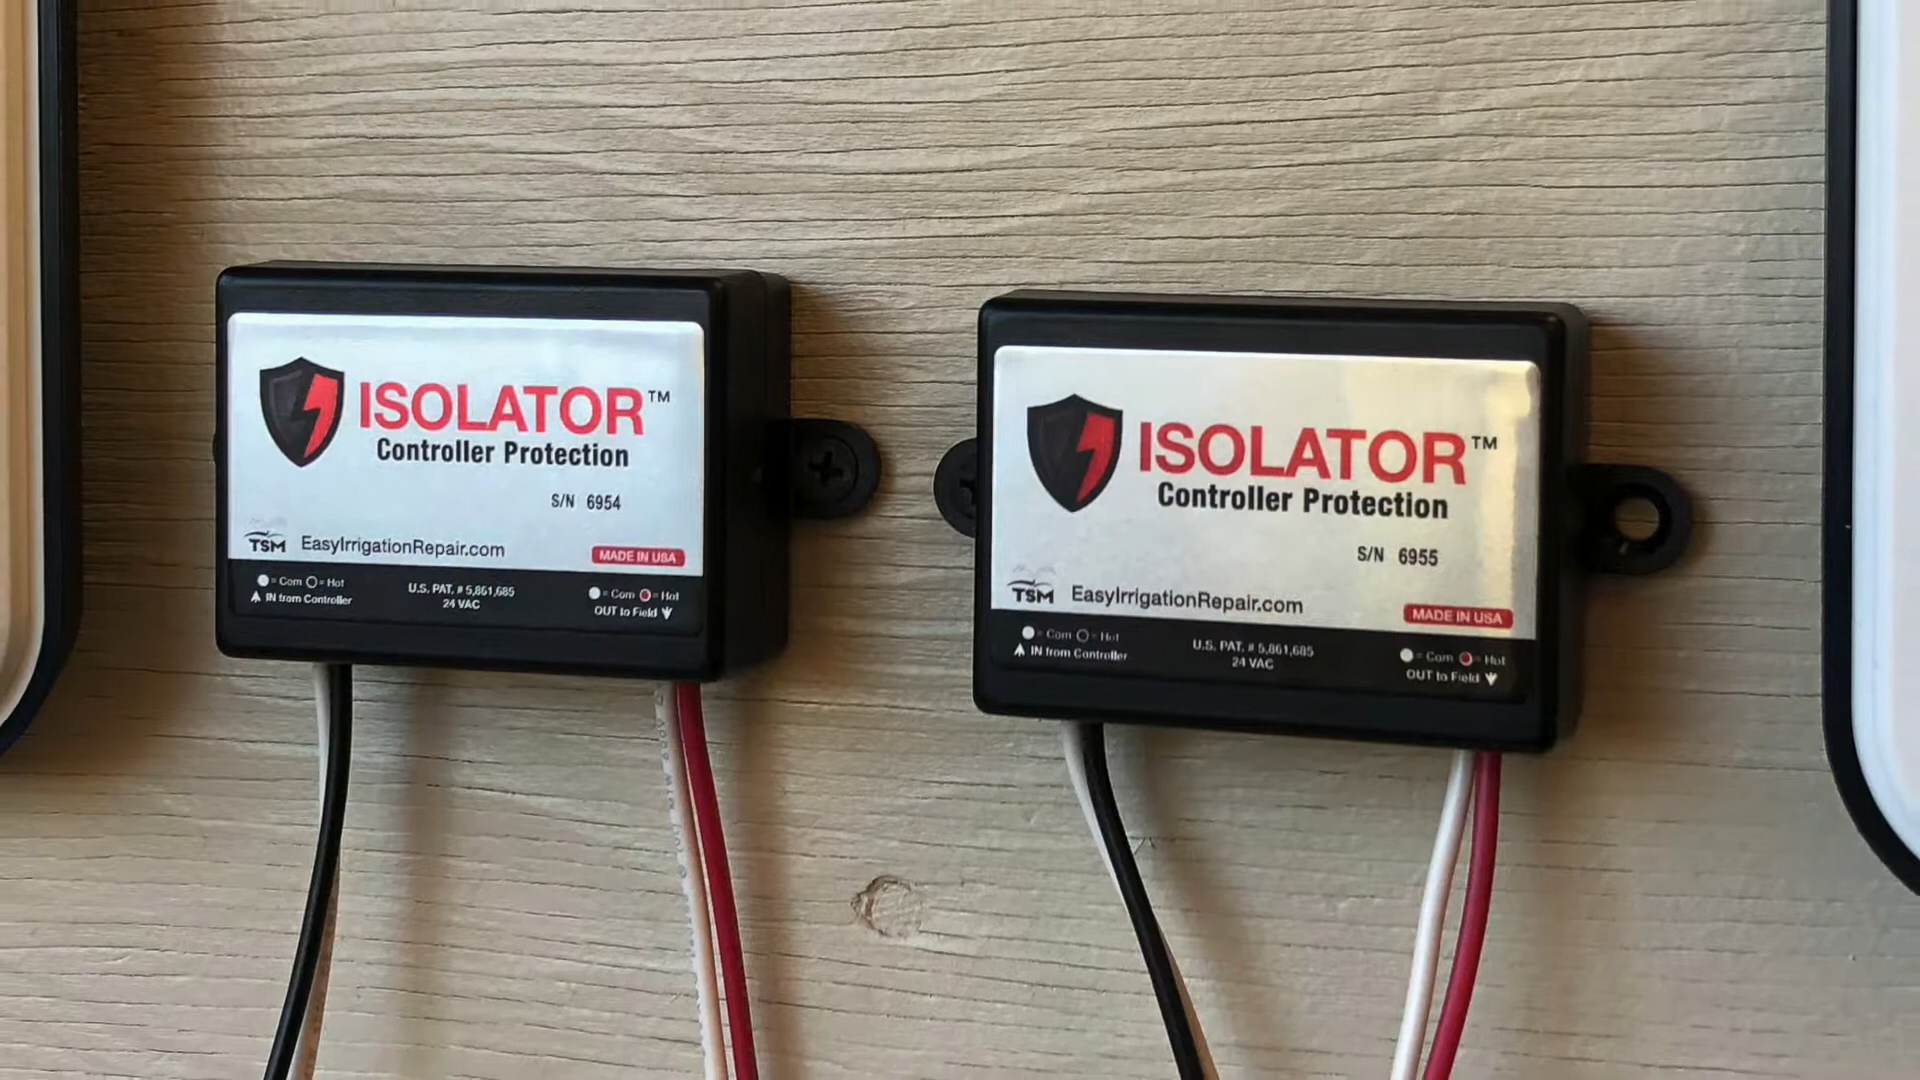 ISOLATOR™
Controller Protection
S/N 6954
TSM EasyIrrigationRepair.com
MADE IN USA
= Com = Hot
IN from Controller
U.S. PAT. # 5,861,685
24 VAC
= Com = Hot
OUT to Field
ISOLATOR™
Controller Protection
S/N 6955
TSM EasyIrrigationRepair.com
MADE IN USA
= Com = Hot
IN from Controller
U.S. PAT. # 5,861,685
24 VAC
= Com = Hot
OUT to Field